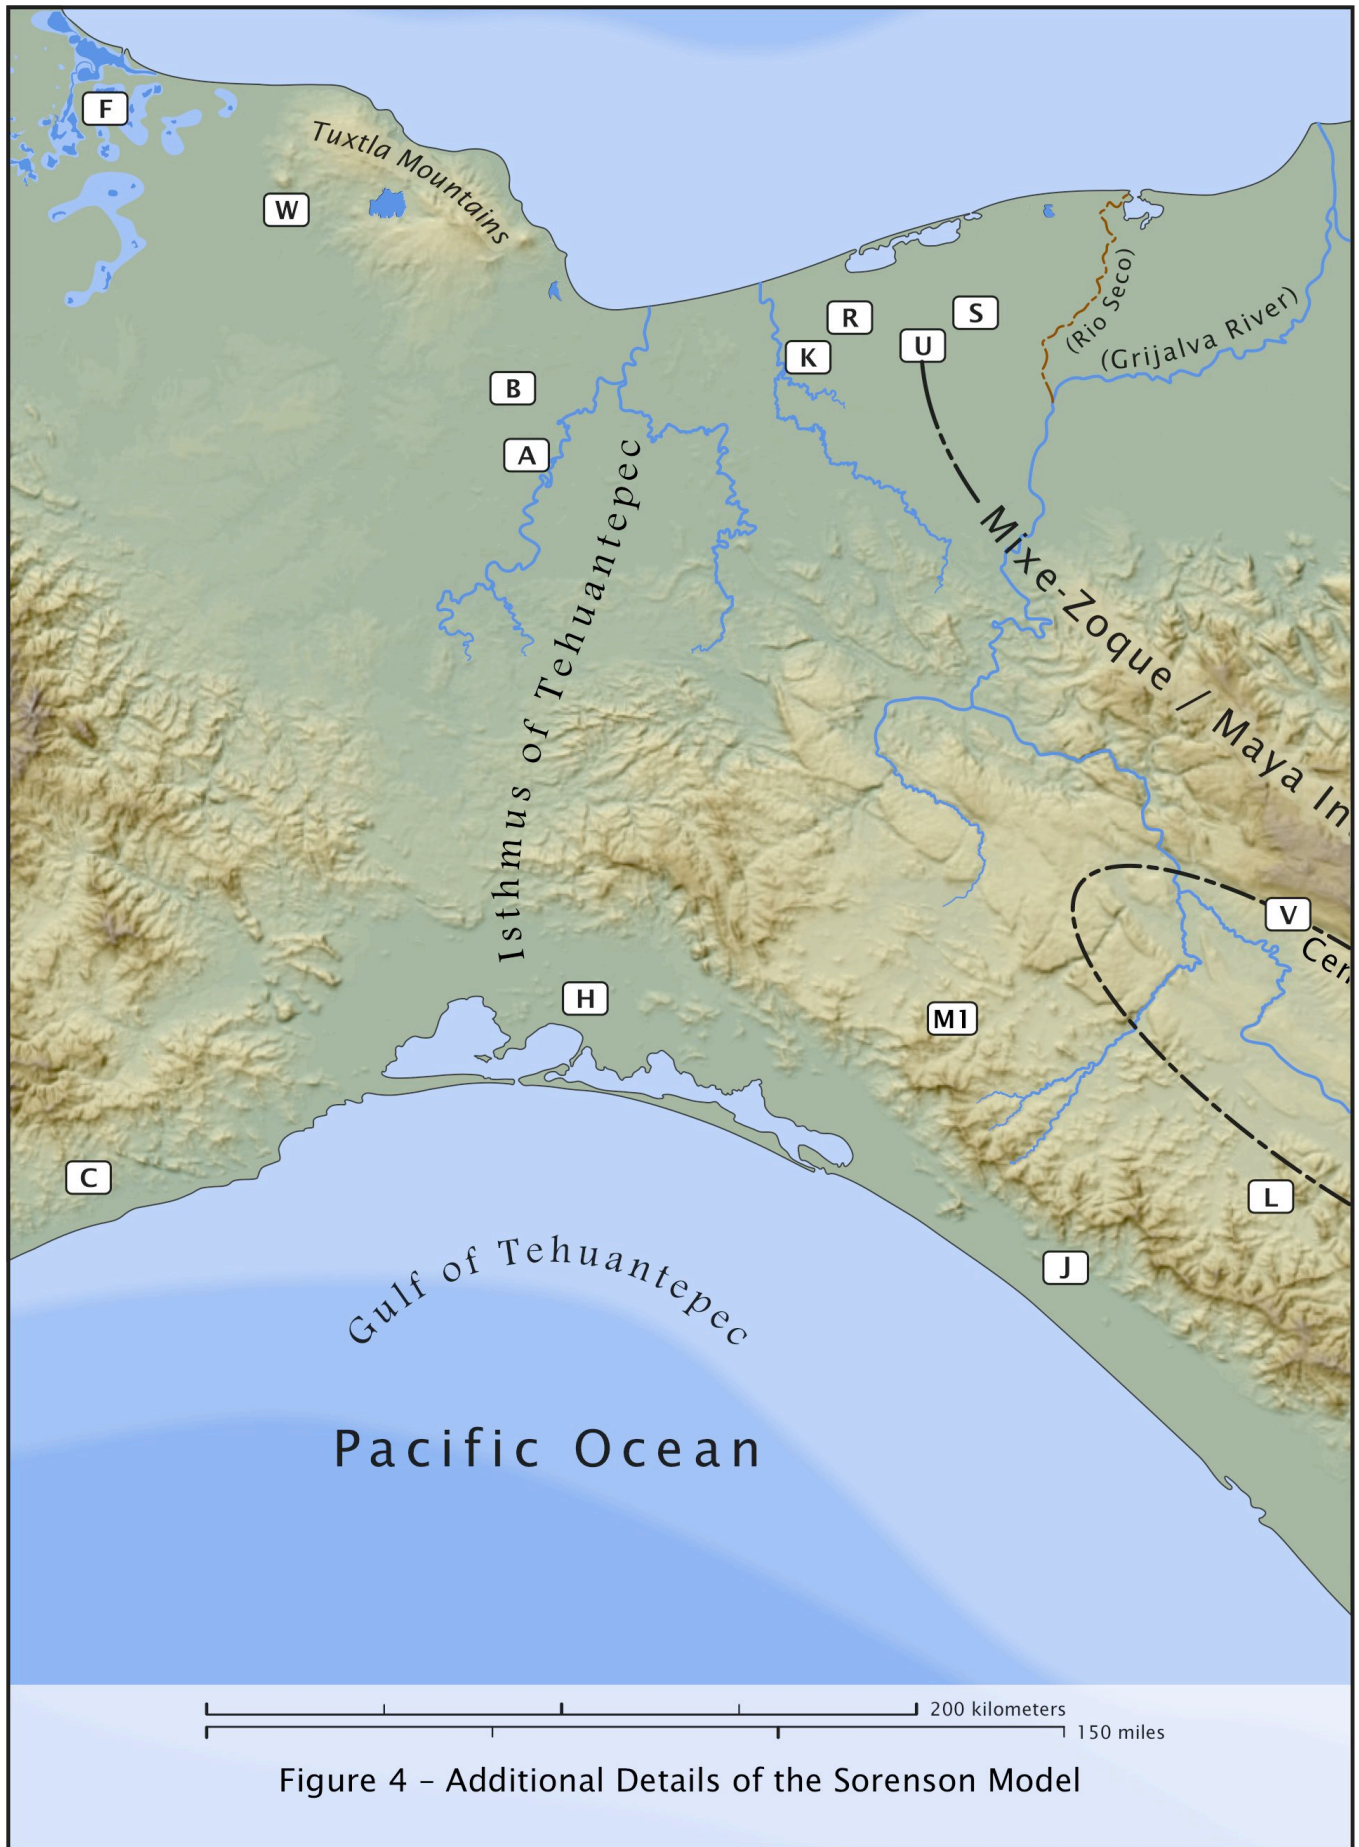 F
Tuxtla Mountains
W
R
S
K
U
(Rio Seco)
(Grijalva River)
B
A
Isthmus of Tehuantepec
Mixe-Zoque / Maya In
V
Cen
H
M1
C
L
J
Gulf of Tehuantepec
Pacific Ocean
200 kilometers
150 miles
Figure 4 – Additional Details of the Sorenson Model